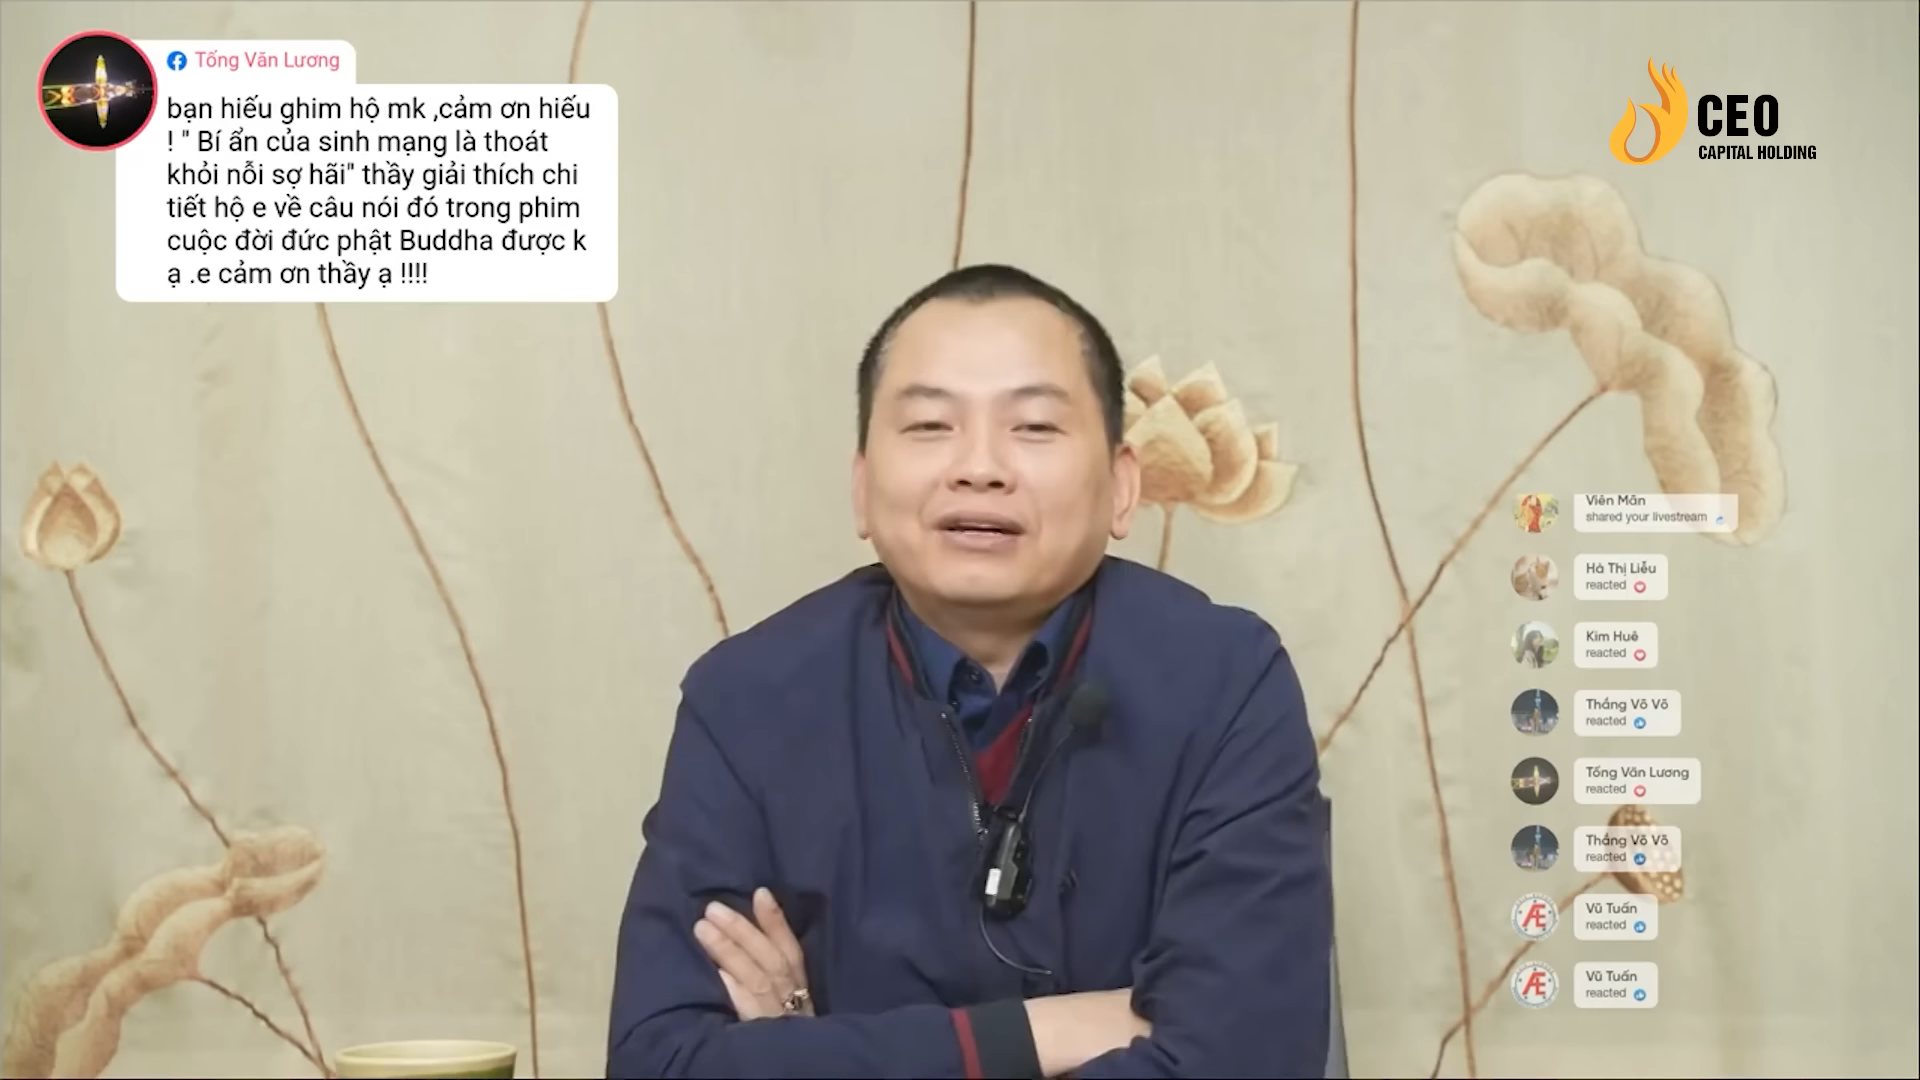 Tống Văn Lương
bạn hiếu ghim hộ mk ,cảm ơn hiếu
! " Bí ẩn của sinh mạng là thoát
khỏi nỗi sợ hãi" thầy giải thích chi
tiết hộ e về câu nói đó trong phim
cuộc đời đức phật Buddha được k
ạ .e cảm ơn thầy ạ !!!!
CEO
CAPITAL HOLDING
Viên Mãn
shared your livestream
Hà Thị Liễu
reacted
Kim Huê
reacted
Thắng Võ Võ
reacted
Tống Văn Lương
reacted
Thắng Võ Võ
reacted
Vũ Tuấn
reacted
Vũ Tuấn
reacted